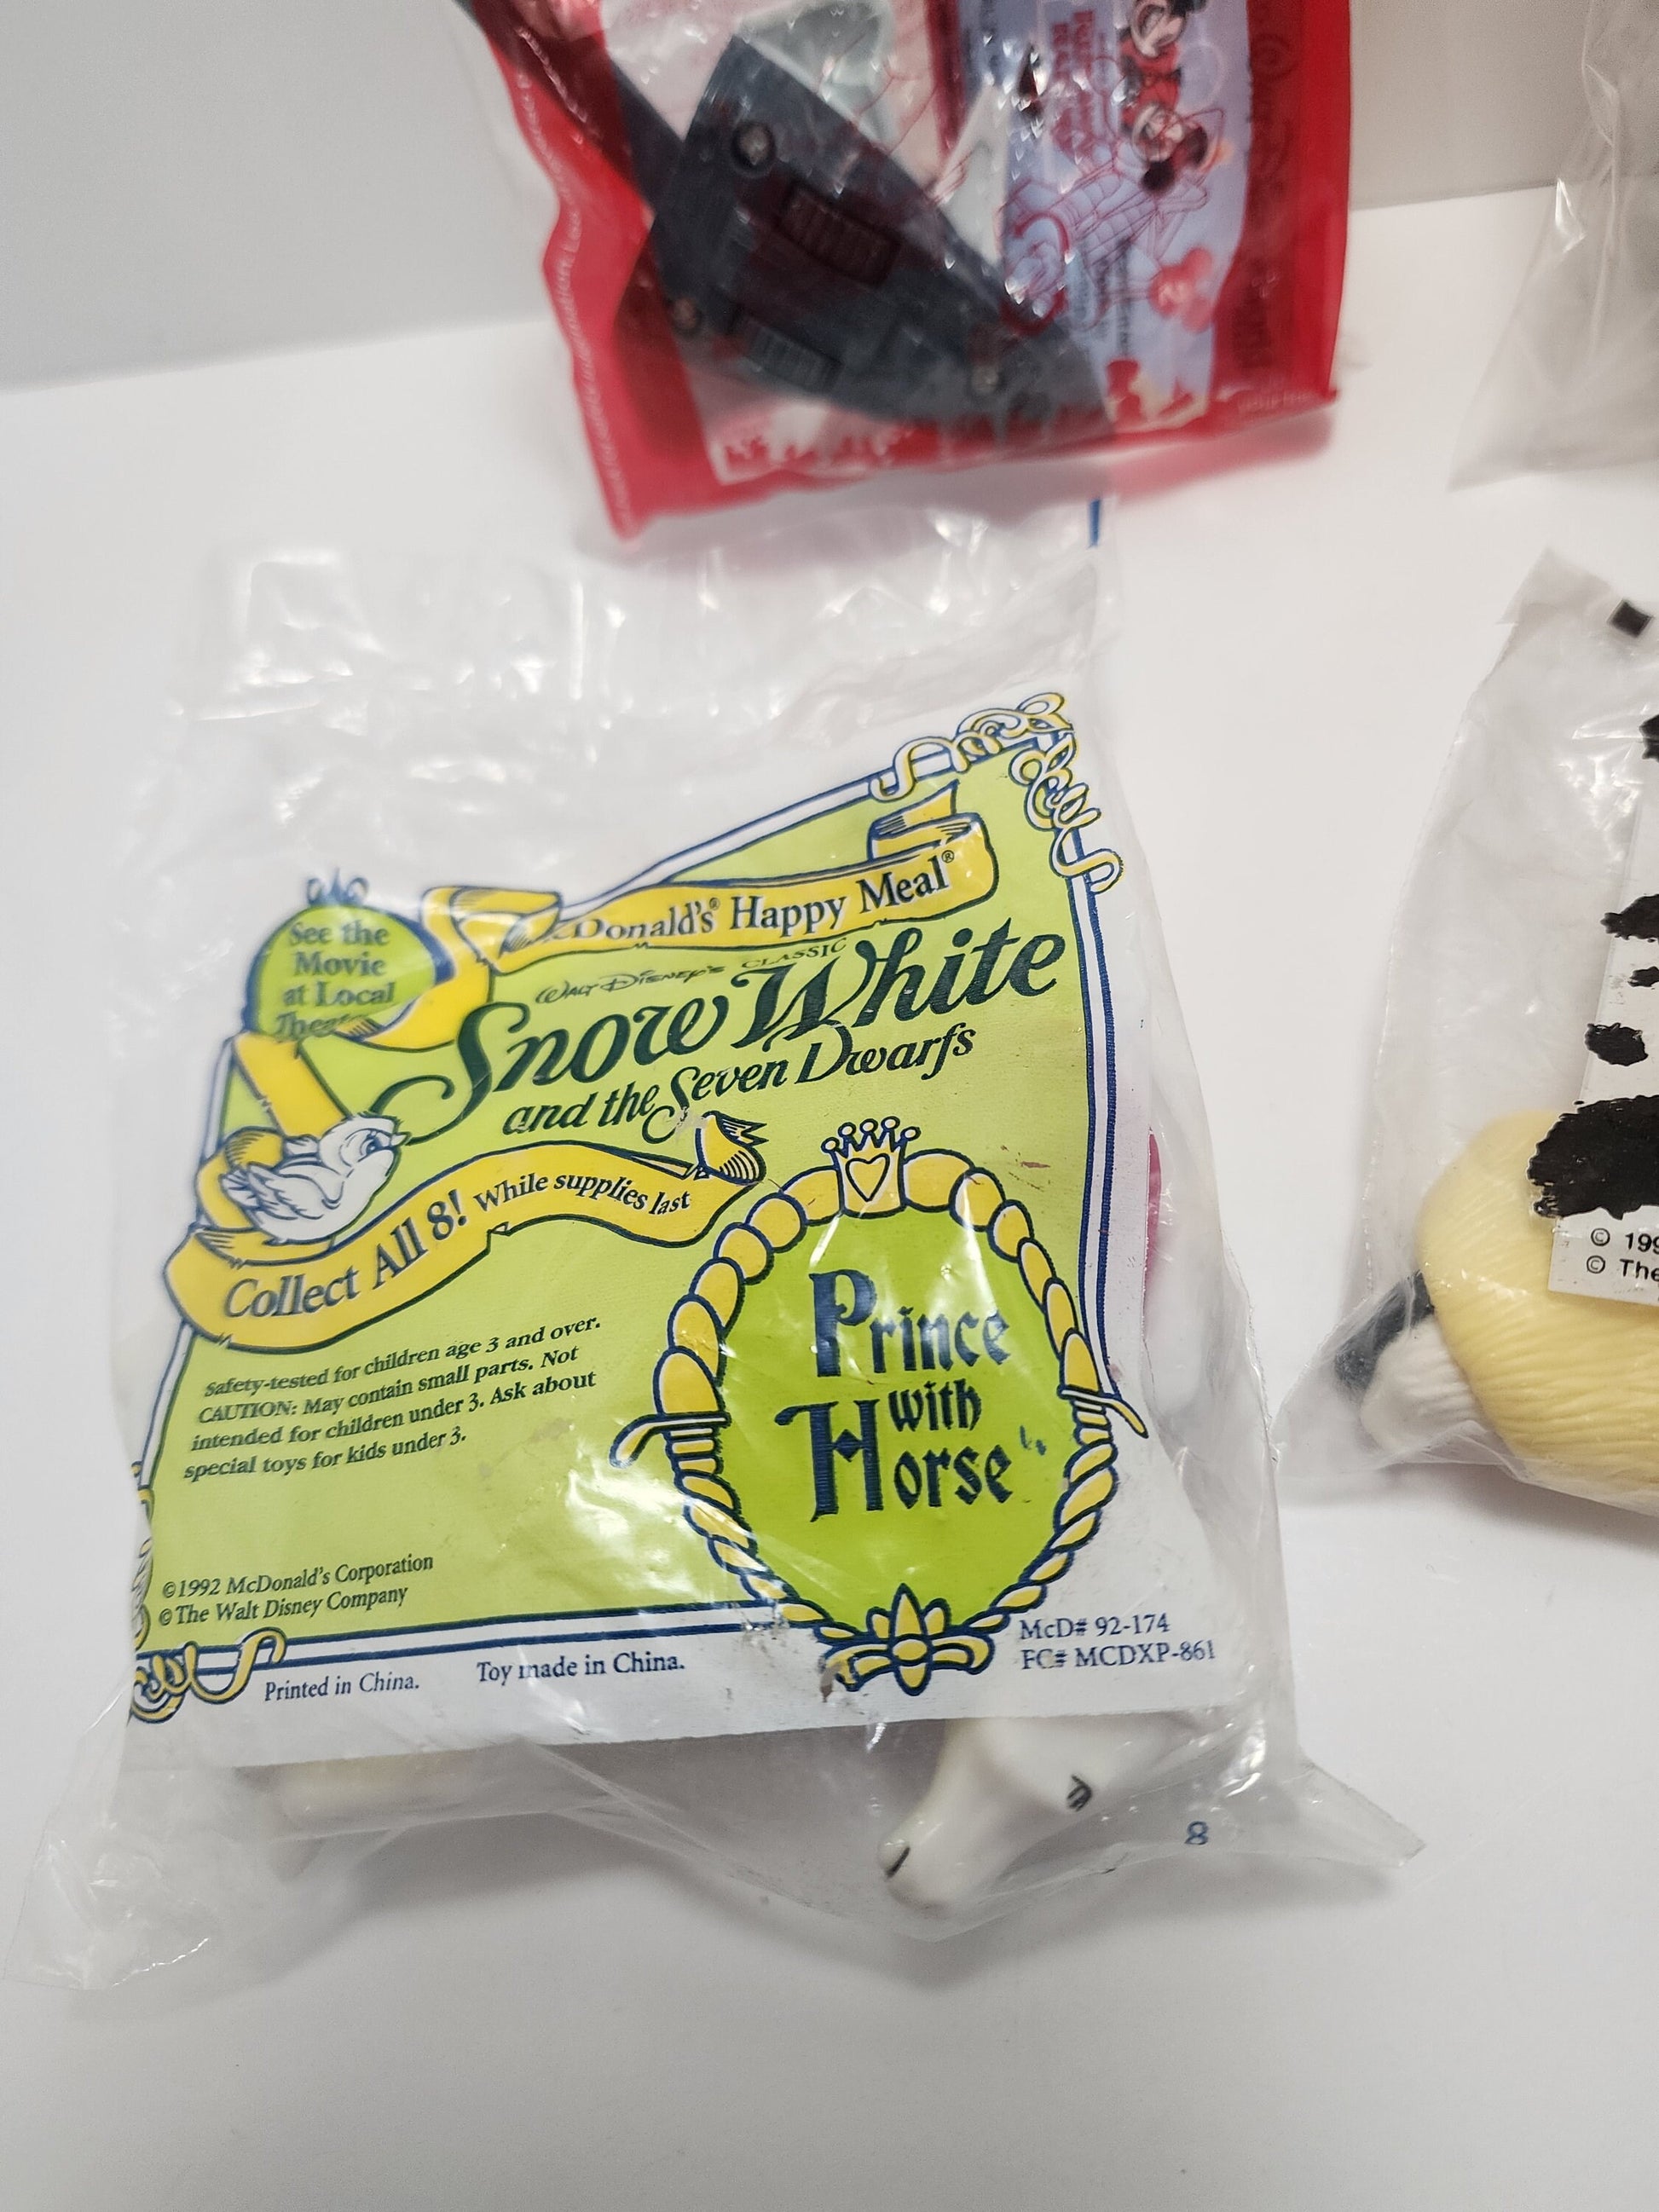 See the
Movie
at Local
Donald's® Happy Meal®
Walt Disney's CLASSIC
Snow White
and the Seven Dwarfs
Collect All 8! While supplies last
Prince
with
Horse
Safety-tested for children age 3 and over.
CAUTION: May contain small parts. Not
intended for children under 3. Ask about
special toys for kids under 3.
©1992 McDonald's Corporation
©The Walt Disney Company
Printed in China. Toy made in China.
McD# 92-174
FC# MCDXP-861
8
© 199
© The